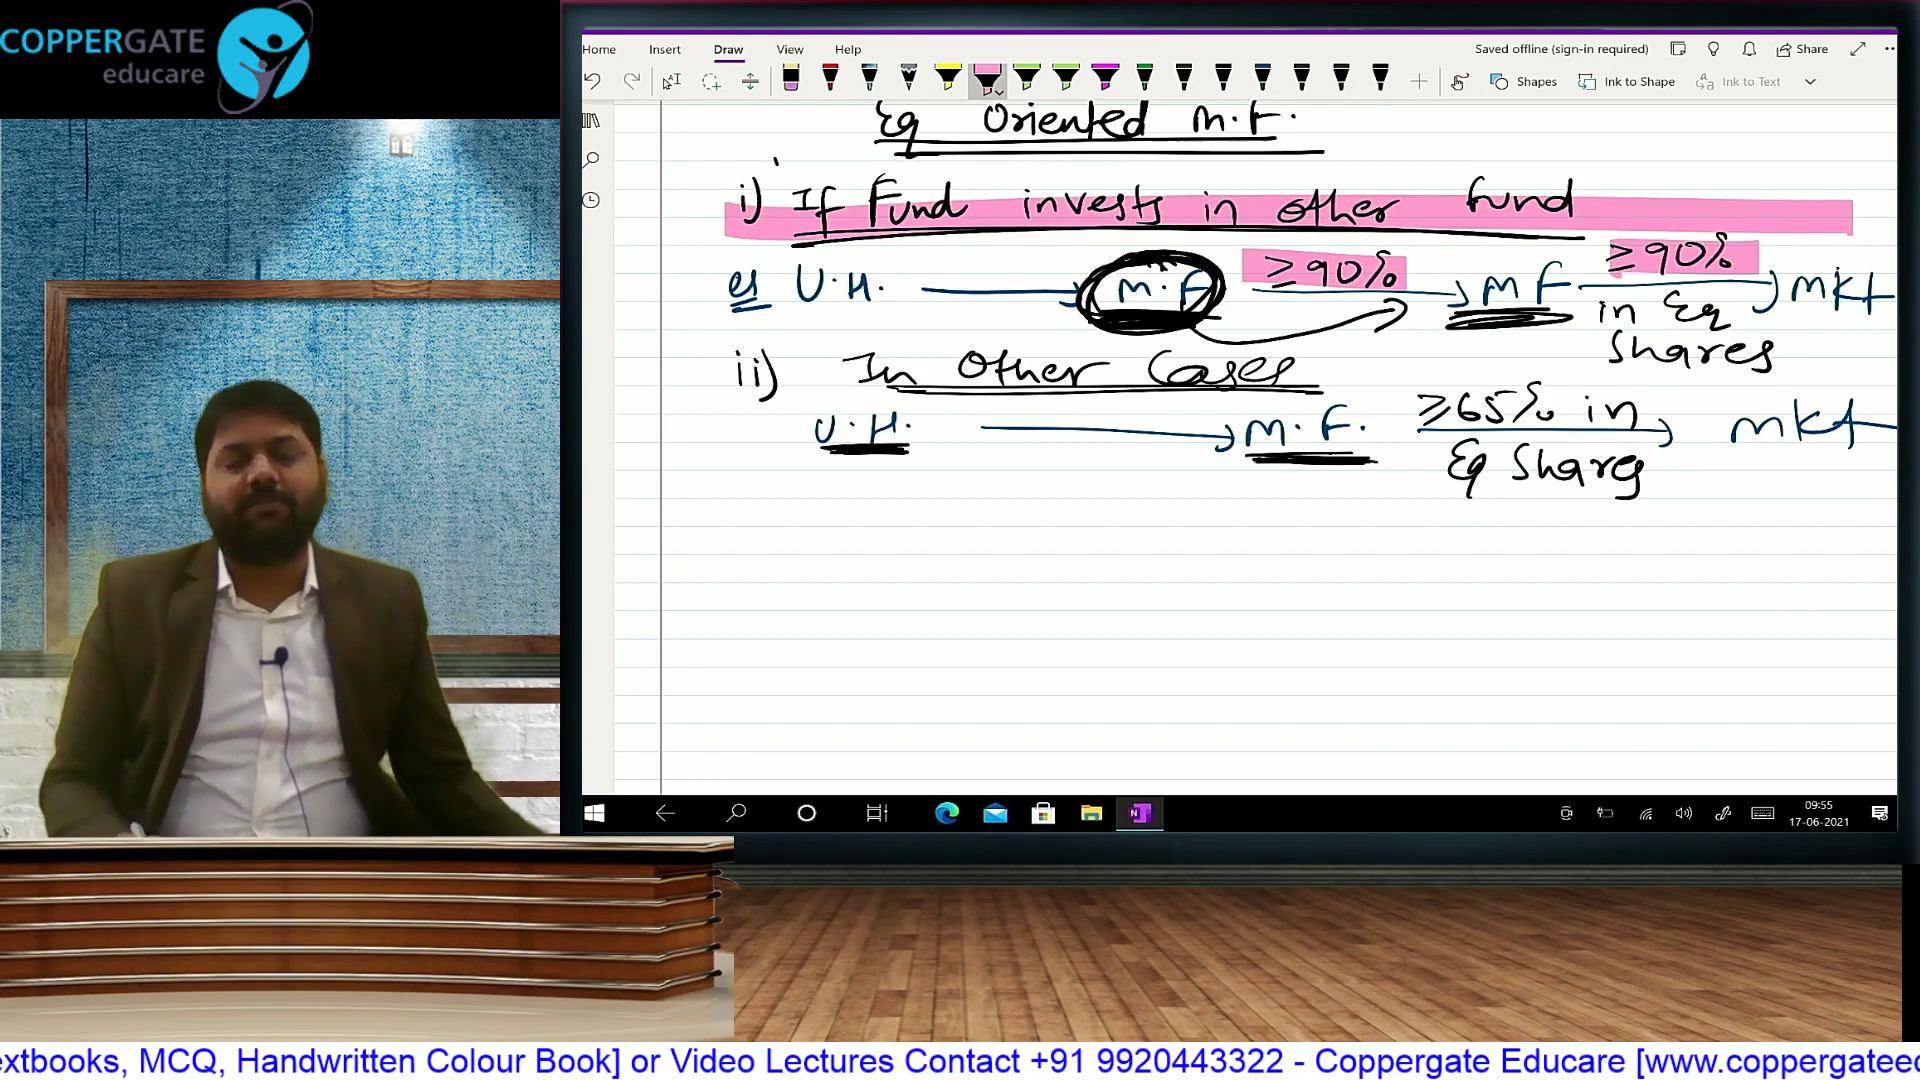 COPPERGATE
educare
Home Insert Draw View Help
Saved offline (sign-in required) Share
Shapes Ink to Shape Ink to Text
Eq Oriented M.F.
i) If Fund invests in other fund
eg U.H. M.F ≥90% MF ≥90% in Eq Shares mkt
ii) In Other Cases
U.H. M.F. ≥65% in Eq Shares mkt
09:55
17-06-2021
extbooks, MCQ, Handwritten Colour Book] or Video Lectures Contact +91 9920443322 - Coppergate Educare [www.coppergateed